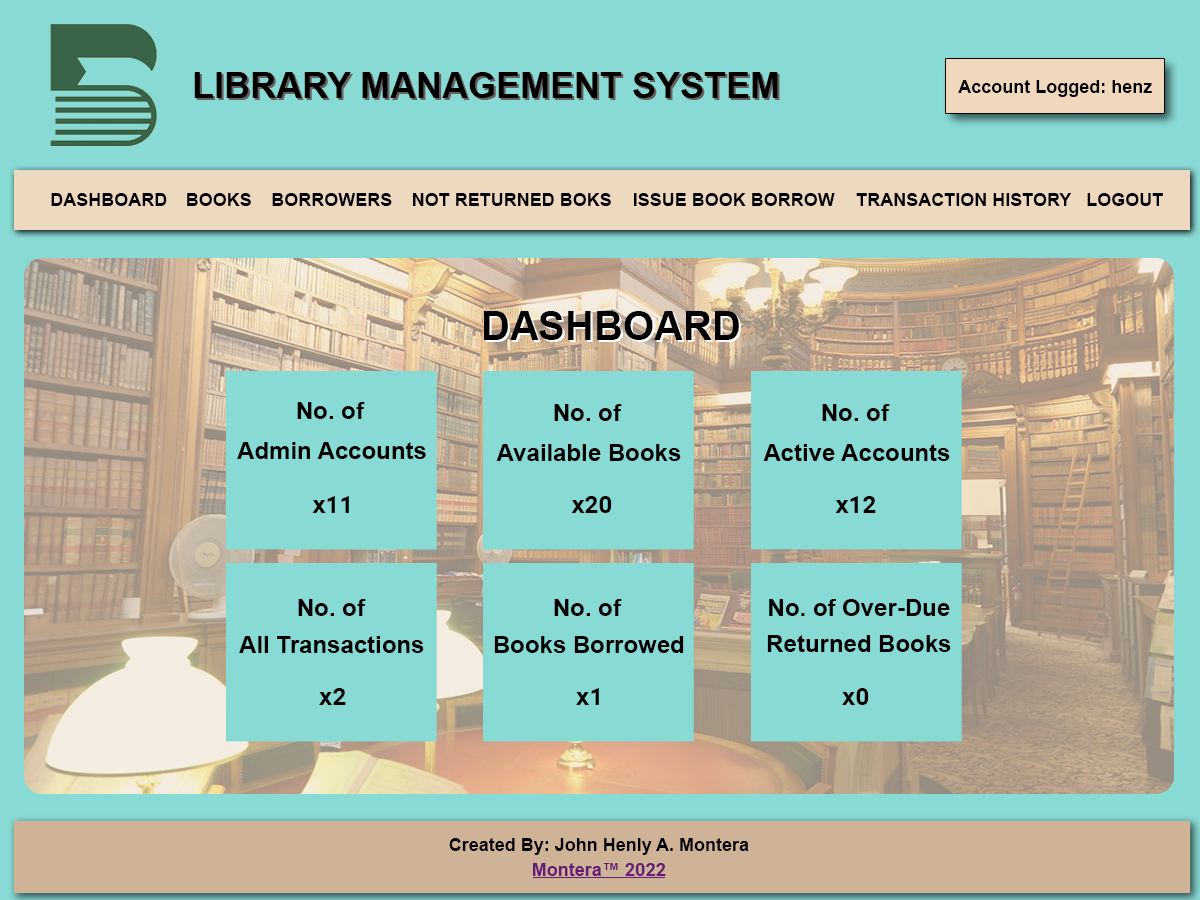 LIBRARY MANAGEMENT SYSTEM
Account Logged: henz
DASHBOARD BOOKS BORROWERS NOT RETURNED BOKS ISSUE BOOK BORROW TRANSACTION HISTORY LOGOUT
DASHBOARD
No. of
Admin Accounts
x11
No. of
Available Books
x20
No. of
Active Accounts
x12
No. of
All Transactions
x2
No. of
Books Borrowed
x1
No. of Over-Due
Returned Books
x0
Created By: John Henly A. Montera
Montera™ 2022